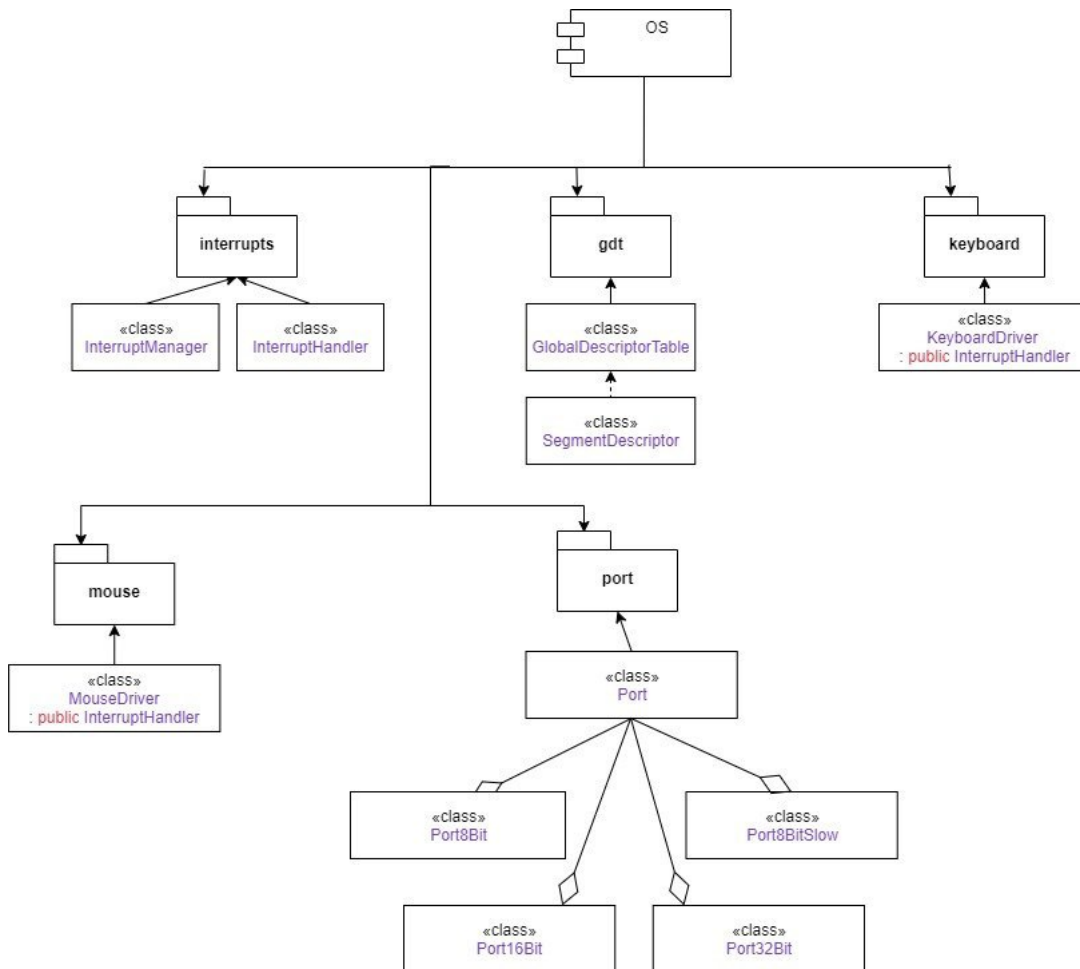 OS
interrupts
gdt
keyboard
«class»
InterruptManager
«class»
InterruptHandler
«class»
GlobalDescriptorTable
«class»
KeyboardDriver
: public InterruptHandler
«class»
SegmentDescriptor
mouse
port
«class»
MouseDriver
: public InterruptHandler
«class»
Port
«class»
Port8Bit
«class»
Port8BitSlow
«class»
Port16Bit
«class»
Port32Bit